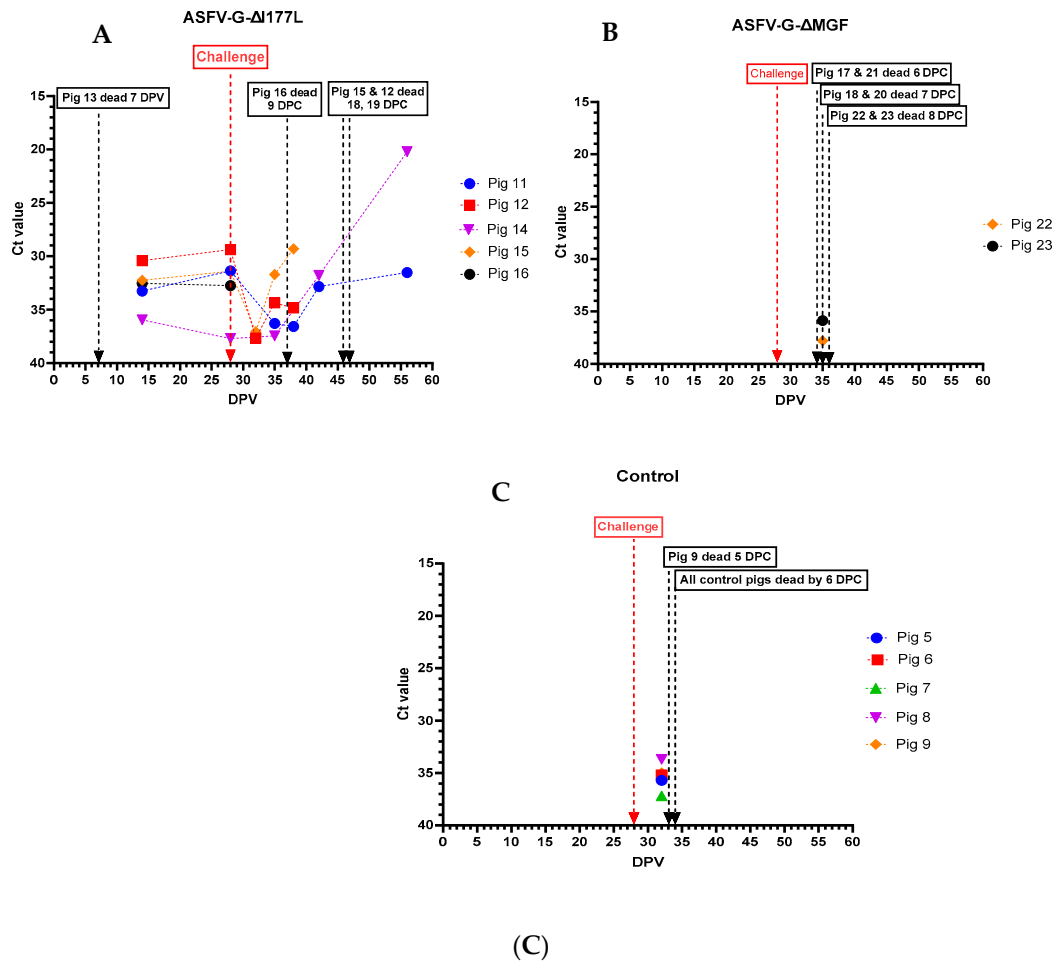 ASFV-G-ΔI177L
A
Challenge
Pig 13 dead 7 DPV
Pig 16 dead
9 DPC
Pig 15 & 12 dead
18, 19 DPC
15
20
25
30
35
40
Ct value
0 5 10 15 20 25 30 35 40 45 50 55 60
DPV
Pig 11
Pig 12
Pig 14
Pig 15
Pig 16
ASFV-G-ΔMGF
B
Challenge
Pig 17 & 21 dead 6 DPC
Pig 18 & 20 dead 7 DPC
Pig 22 & 23 dead 8 DPC
15
20
25
30
35
40
Ct value
0 5 10 15 20 25 30 35 40 45 50 55 60
DPV
Pig 22
Pig 23
Control
C
Challenge
Pig 9 dead 5 DPC
All control pigs dead by 6 DPC
15
20
25
30
35
40
Ct value
0 5 10 15 20 25 30 35 40 45 50 55 60
DPV
Pig 5
Pig 6
Pig 7
Pig 8
Pig 9
(C)